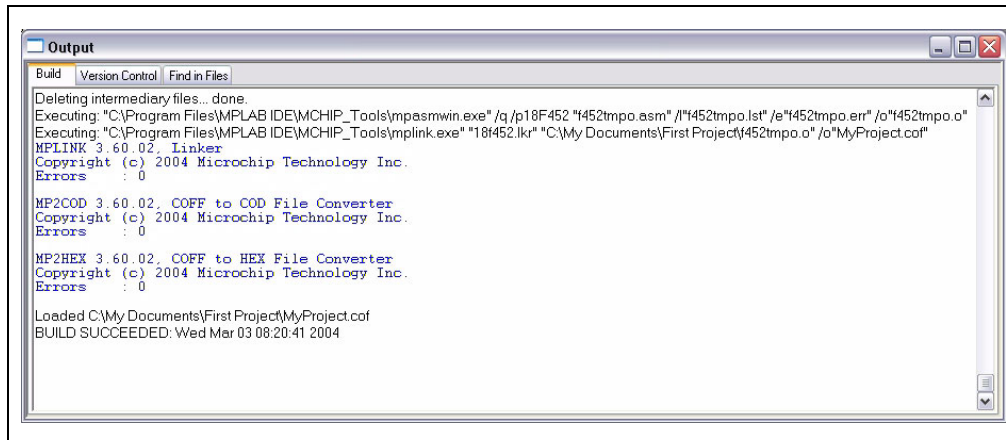 Output
Build Version Control Find in Files
Deleting intermediary files... done.
Executing: "C:\Program Files\MPLAB IDE\MCHIP_Tools\mpasmwin.exe" /q /p18F452 "f452tmpo.asm" /l"f452tmpo.lst" /e"f452tmpo.err" /o"f452tmpo.o"
Executing: "C:\Program Files\MPLAB IDE\MCHIP_Tools\mplink.exe" "18f452.lkr" "C:\My Documents\First Project\f452tmpo.o" /o"MyProject.cof"
MPLINK 3.60.02, Linker
Copyright (c) 2004 Microchip Technology Inc.
Errors : 0
MP2COD 3.60.02, COFF to COD File Converter
Copyright (c) 2004 Microchip Technology Inc.
Errors : 0
MP2HEX 3.60.02, COFF to HEX File Converter
Copyright (c) 2004 Microchip Technology Inc.
Errors : 0
Loaded C:\My Documents\First Project\MyProject.cof
BUILD SUCCEEDED: Wed Mar 03 08:20:41 2004